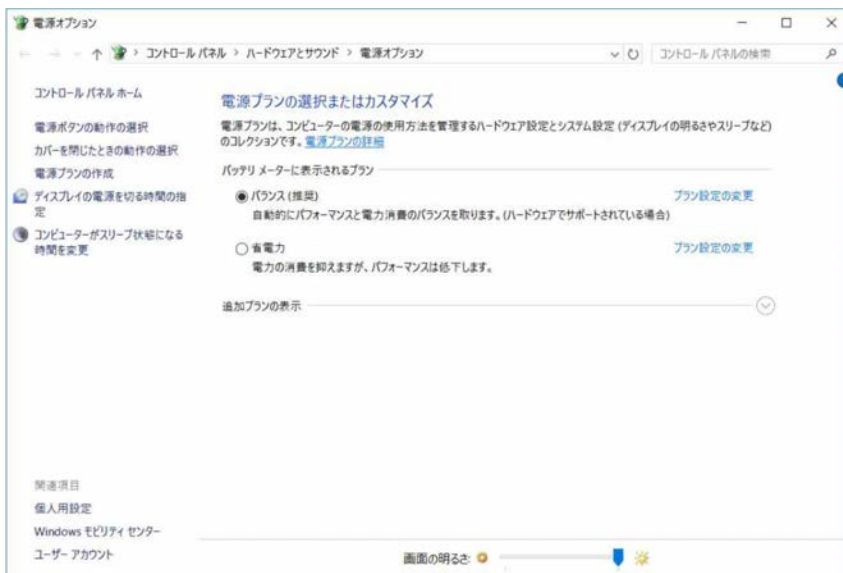 電源オプション
コントロール パネル > ハードウェアとサウンド > 電源オプション
コントロール パネルの検索
コントロール パネル ホーム
電源ボタンの動作の選択
カバーを閉じたときの動作の選択
電源プランの作成
ディスプレイの電源を切る時間の指
定
コンピューターがスリープ状態になる
時間を変更
電源プランの選択またはカスタマイズ
電源プランは、コンピューターの電源の使用方法を管理するハードウェア設定とシステム設定 (ディスプレイの明るさやスリープなど)
のコレクションです。電源プランの詳細
バッテリ メーターに表示されるプラン
バランス (推奨)
プラン設定の変更
自動的にパフォーマンスと電力消費のバランスを取ります。(ハードウェアでサポートされている場合)
省電力
プラン設定の変更
電力の消費を抑えますが、パフォーマンスは低下します。
追加プランの表示
関連項目
個人用設定
Windows モビリティ センター
ユーザー アカウント
画面の明るさ: